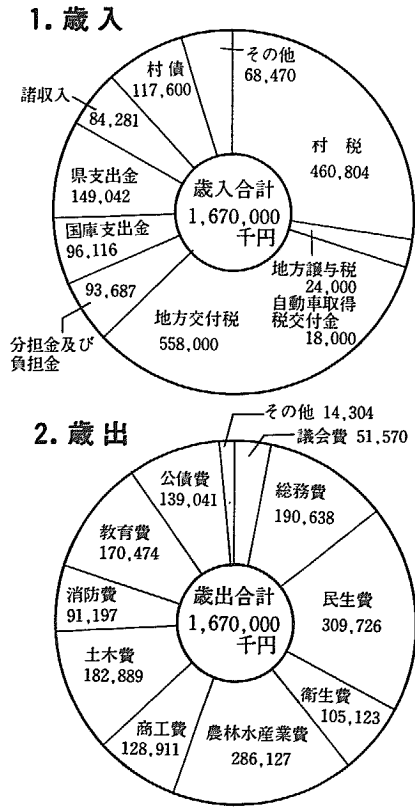 1. 歳入
その他
68,470
村税
460,804
地方譲与税
24,000
自動車取得
税交付金
18,000
地方交付税
558,000
分担金及び
負担金
93,687
国庫支出金
96,116
県支出金
149,042
諸収入
84,281
村債
117,600
歳入合計
1,670,000
千円
2. 歳出
その他 14,304
議会費 51,570
総務費
190,638
民生費
309,726
衛生費
105,123
農林水産業費
286,127
商工費
128,911
土木費
182,889
消防費
91,197
教育費
170,474
公債費
139,041
歳出合計
1,670,000
千円